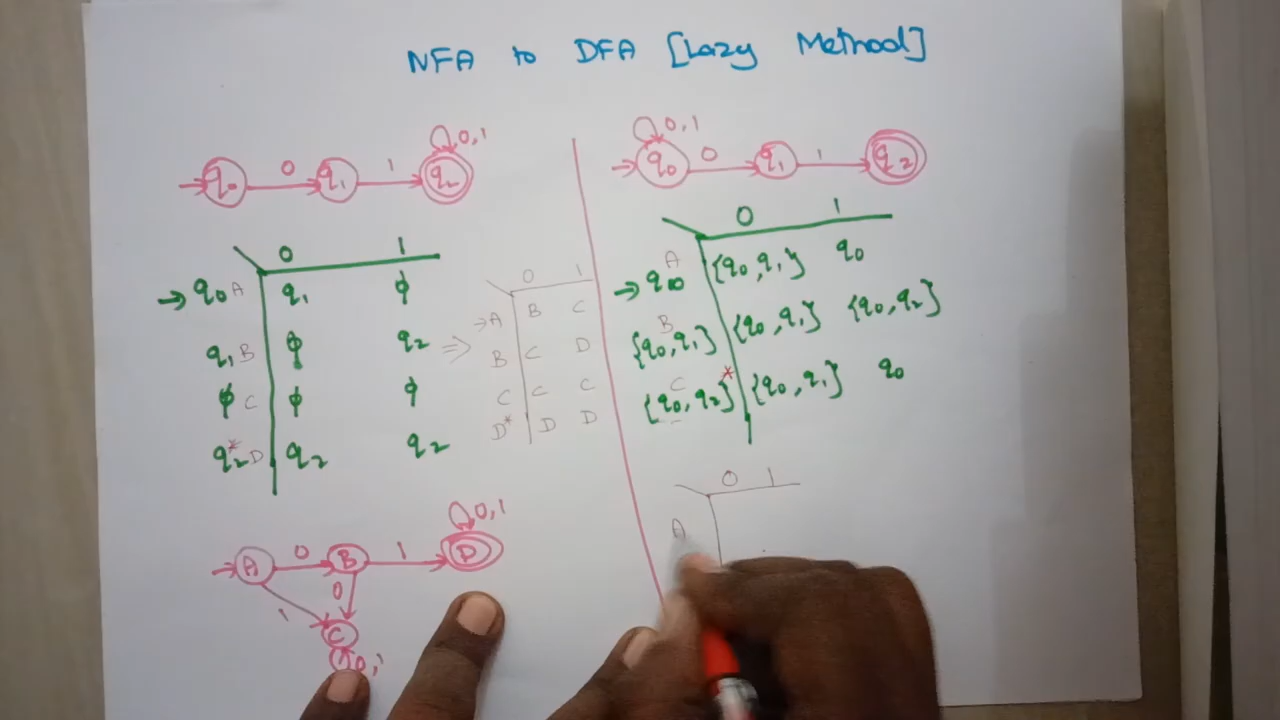 NFA to DFA [Lazy Method]
q0 0 q1 1 q2 0,1
0 1
→ q0 A q1 ϕ
q1 B ϕ q2
ϕ C ϕ ϕ
q2* D q2 q2
⇒
0 1
→A B C
B C D
C C C
D* D D
A 0 B 1 D 0,1
1 0
C
0,1
0,1
q0 0 q1 1 q2
0 1
A
→ q0 {q0,q1} q0
B
{q0,q1} {q0,q1} {q0,q2}
C
{q0,q2}* {q0,q1} q0
0 1
A